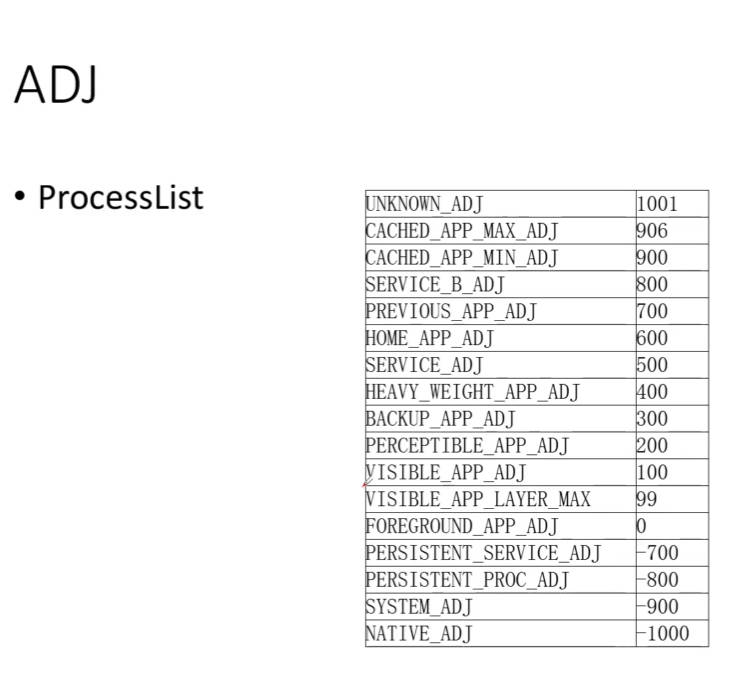 ADJ
• ProcessList
UNKNOWN_ADJ 1001
CACHED_APP_MAX_ADJ 906
CACHED_APP_MIN_ADJ 900
SERVICE_B_ADJ 800
PREVIOUS_APP_ADJ 700
HOME_APP_ADJ 600
SERVICE_ADJ 500
HEAVY_WEIGHT_APP_ADJ 400
BACKUP_APP_ADJ 300
PERCEPTIBLE_APP_ADJ 200
VISIBLE_APP_ADJ 100
VISIBLE_APP_LAYER_MAX 99
FOREGROUND_APP_ADJ 0
PERSISTENT_SERVICE_ADJ -700
PERSISTENT_PROC_ADJ -800
SYSTEM_ADJ -900
NATIVE_ADJ -1000